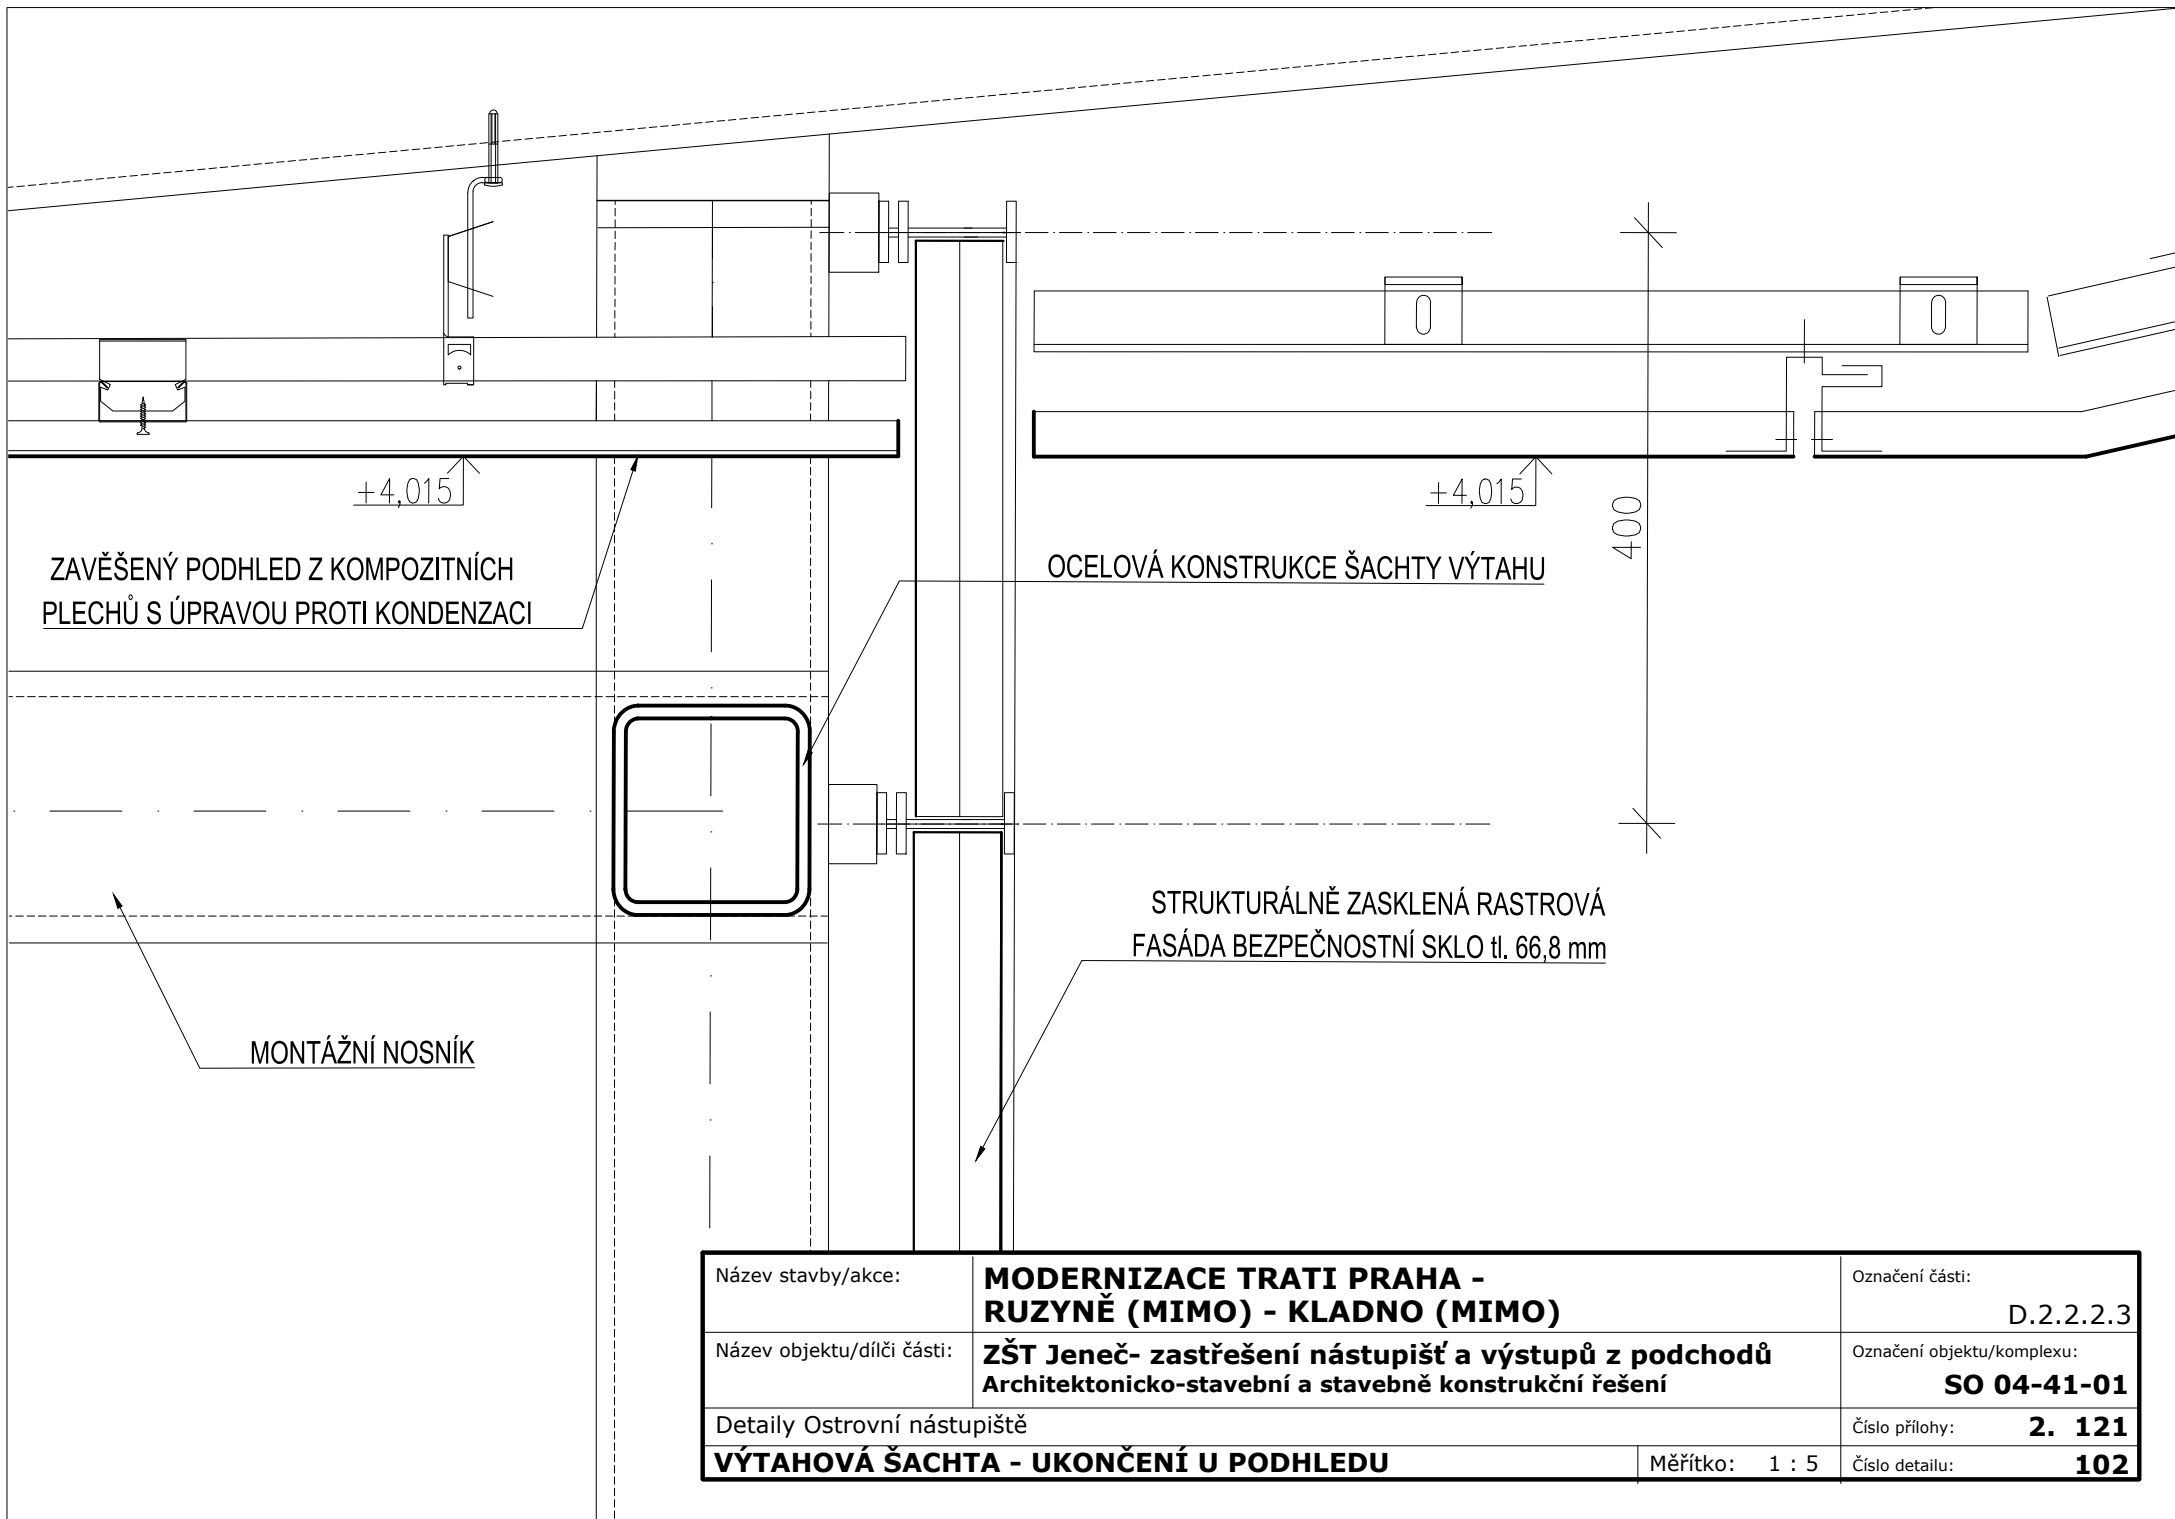 +4,015
+4,015
400
ZAVĚŠENÝ PODHLED Z KOMPOZITNÍCH
PLECHŮ S ÚPRAVOU PROTI KONDENZACI
OCELOVÁ KONSTRUKCE ŠACHTY VÝTAHU
STRUKTURÁLNĚ ZASKLENÁ RASTROVÁ
FASÁDA BEZPEČNOSTNÍ SKLO tl. 66,8 mm
MONTÁŽNÍ NOSNÍK
Název stavby/akce:
MODERNIZACE TRATI PRAHA -
RUZYNĚ (MIMO) - KLADNO (MIMO)
Označení části:
D.2.2.2.3
Název objektu/dílči části:
ZŠT Jeneč- zastřešení nástupišť a výstupů z podchodů
Architektonicko-stavební a stavebně konstrukční řešení
Označení objektu/komplexu:
SO 04-41-01
Detaily Ostrovní nástupiště
Číslo přílohy: 2. 121
VÝTAHOVÁ ŠACHTA - UKONČENÍ U PODHLEDU
Měřítko: 1 : 5
Číslo detailu: 102